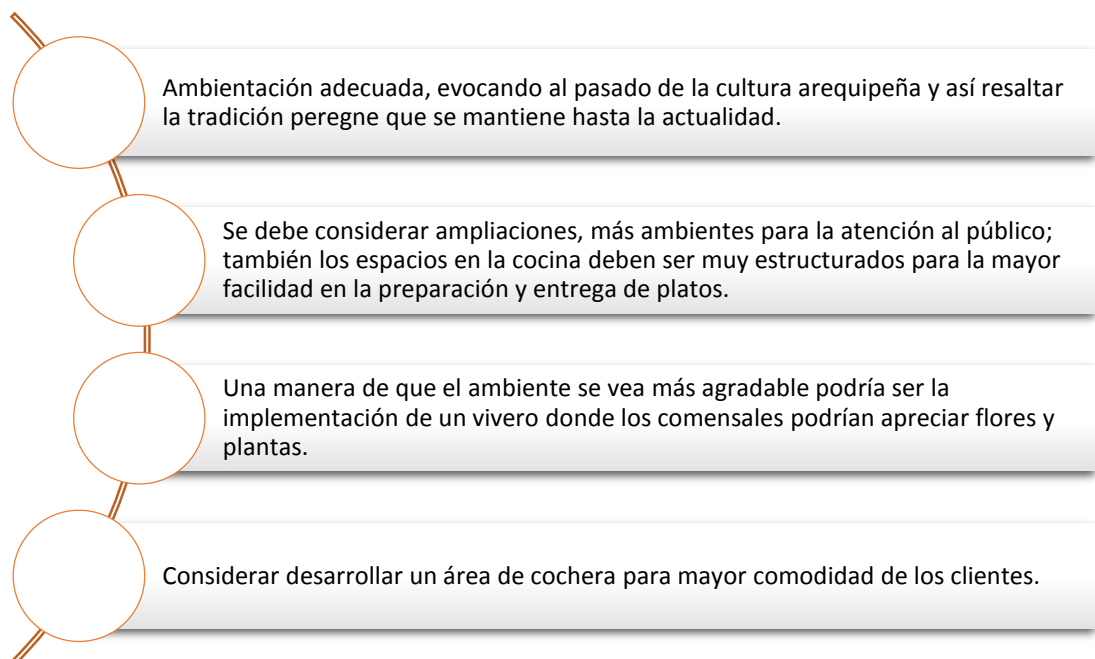 Ambientación adecuada, evocando al pasado de la cultura arequipeña y así resaltar
la tradición peregne que se mantiene hasta la actualidad.
Se debe considerar ampliaciones, más ambientes para la atención al público;
también los espacios en la cocina deben ser muy estructurados para la mayor
facilidad en la preparación y entrega de platos.
Una manera de que el ambiente se vea más agradable podría ser la
implementación de un vivero donde los comensales podrían apreciar flores y
plantas.
Considerar desarrollar un área de cochera para mayor comodidad de los clientes.